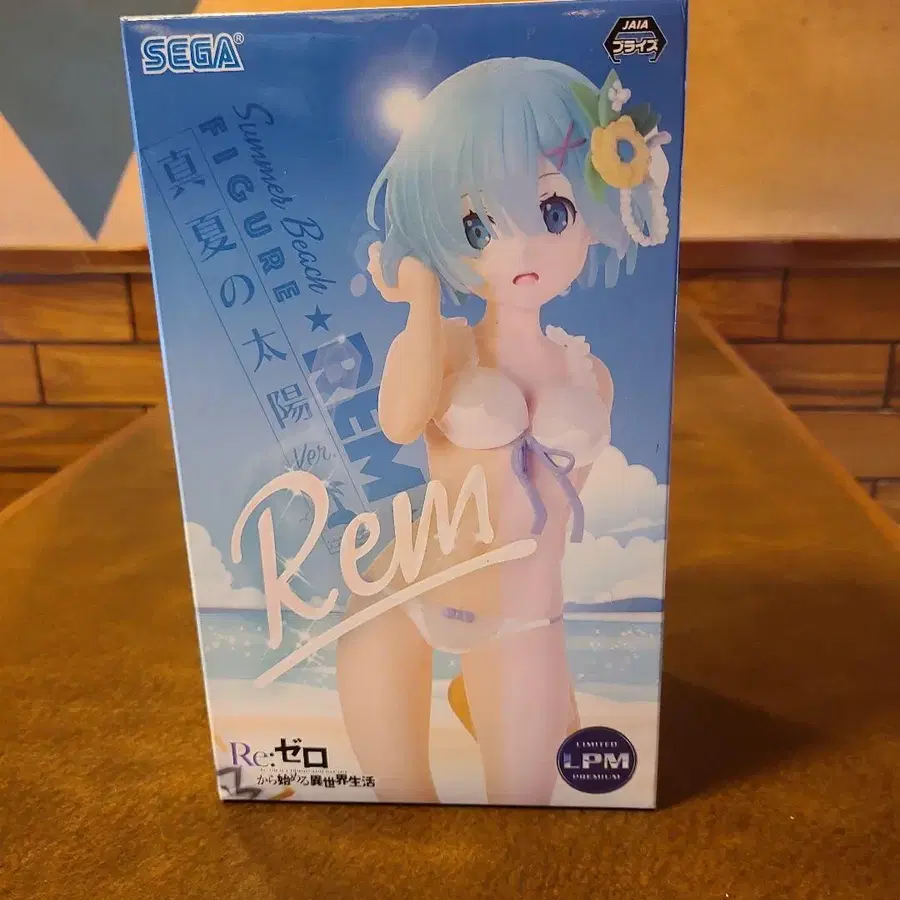 SEGA®
JAIA
プライズ
Summer Beach ★
FIGURE
真夏の太陽 Ver.
REM
Rem
Re:ゼロ
から始める異世界生活
LIMITED
LPM
PREMIUM